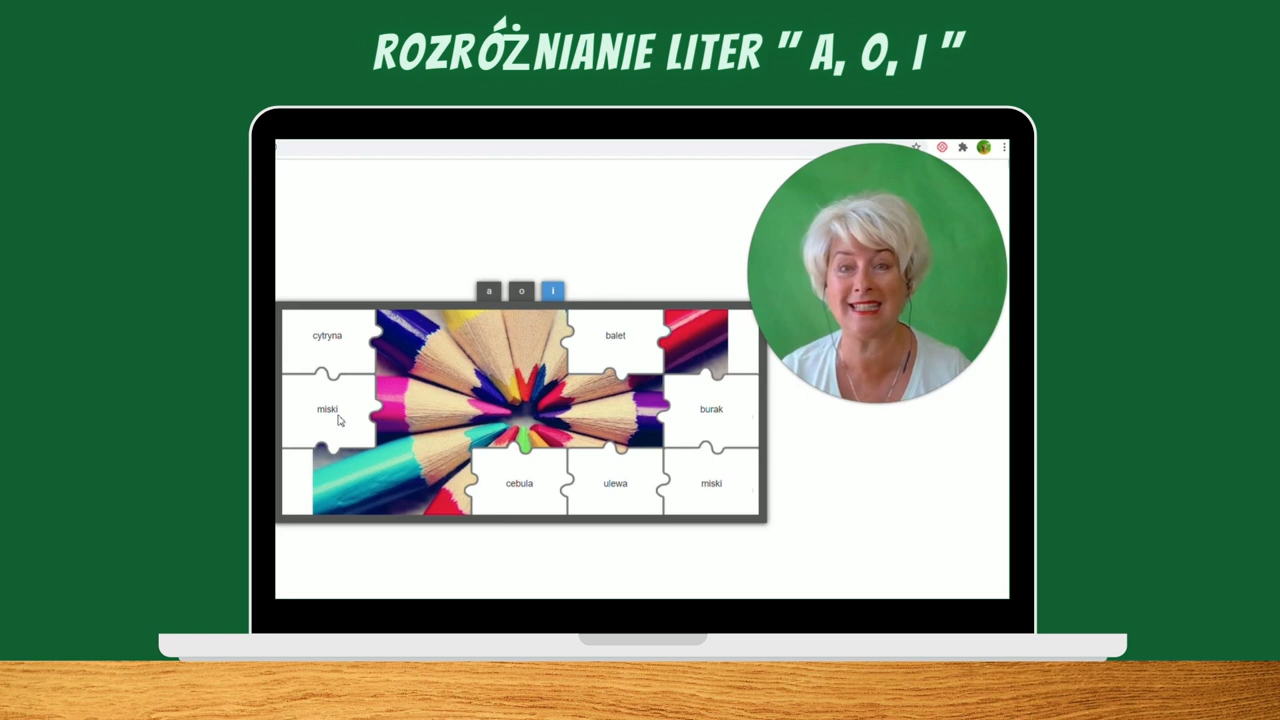 ROZRÓŻNIANIE LITER " A, O, I "
a o i
cytryna balet
miski burak
cebula ulewa miski